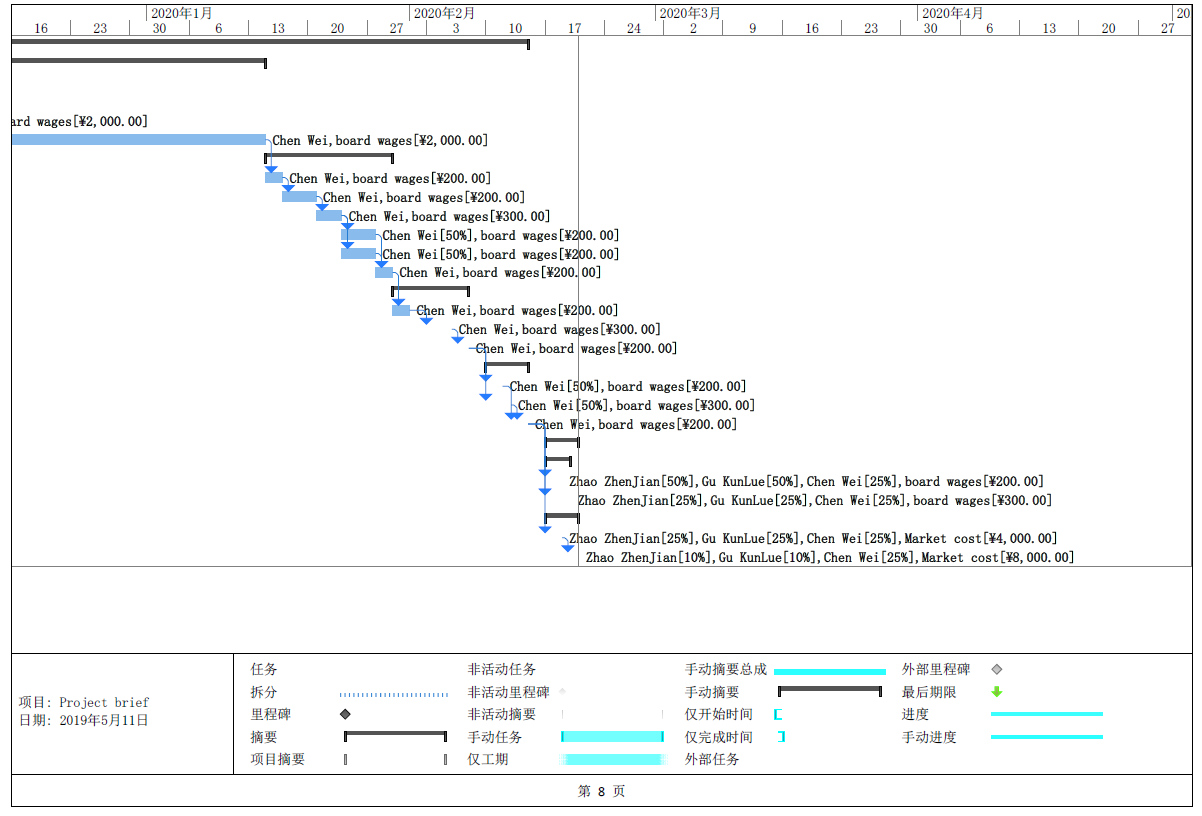 2020年1月 2020年2月 2020年3月 2020年4月 20
16 23 30 6 13 20 27 3 10 17 24 2 9 16 23 30 6 13 20 27
ard wages[¥2,000.00]
Chen Wei,board wages[¥2,000.00]
Chen Wei,board wages[¥200.00]
Chen Wei,board wages[¥200.00]
Chen Wei,board wages[¥300.00]
Chen Wei[50%],board wages[¥200.00]
Chen Wei[50%],board wages[¥200.00]
Chen Wei,board wages[¥200.00]
Chen Wei,board wages[¥200.00]
Chen Wei,board wages[¥300.00]
Chen Wei,board wages[¥200.00]
Chen Wei[50%],board wages[¥200.00]
Chen Wei[50%],board wages[¥300.00]
Chen Wei,board wages[¥200.00]
Zhao ZhenJian[50%],Gu KunLue[50%],Chen Wei[25%],board wages[¥200.00]
Zhao ZhenJian[25%],Gu KunLue[25%],Chen Wei[25%],board wages[¥300.00]
Zhao ZhenJian[25%],Gu KunLue[25%],Chen Wei[25%],Market cost[¥4,000.00]
Zhao ZhenJian[10%],Gu KunLue[10%],Chen Wei[25%],Market cost[¥8,000.00]
项目: Project brief
日期: 2019年5月11日
任务
拆分
里程碑
摘要
项目摘要
非活动任务
非活动里程碑
非活动摘要
手动任务
仅工期
手动摘要总成
手动摘要
仅开始时间
仅完成时间
外部任务
外部里程碑
最后期限
进度
手动进度
第 8 页